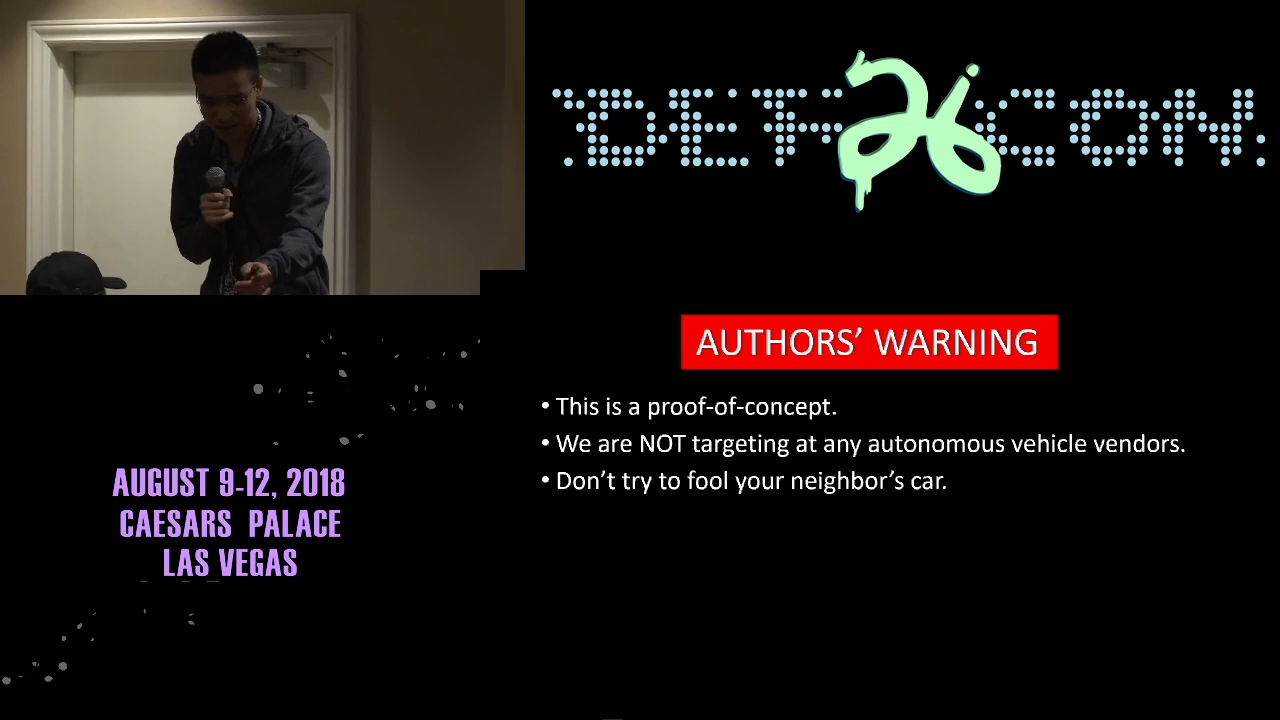 DEF 26 CON
AUTHORS’ WARNING
• This is a proof-of-concept.
• We are NOT targeting at any autonomous vehicle vendors.
• Don’t try to fool your neighbor’s car.
AUGUST 9-12, 2018
CAESARS PALACE
LAS VEGAS